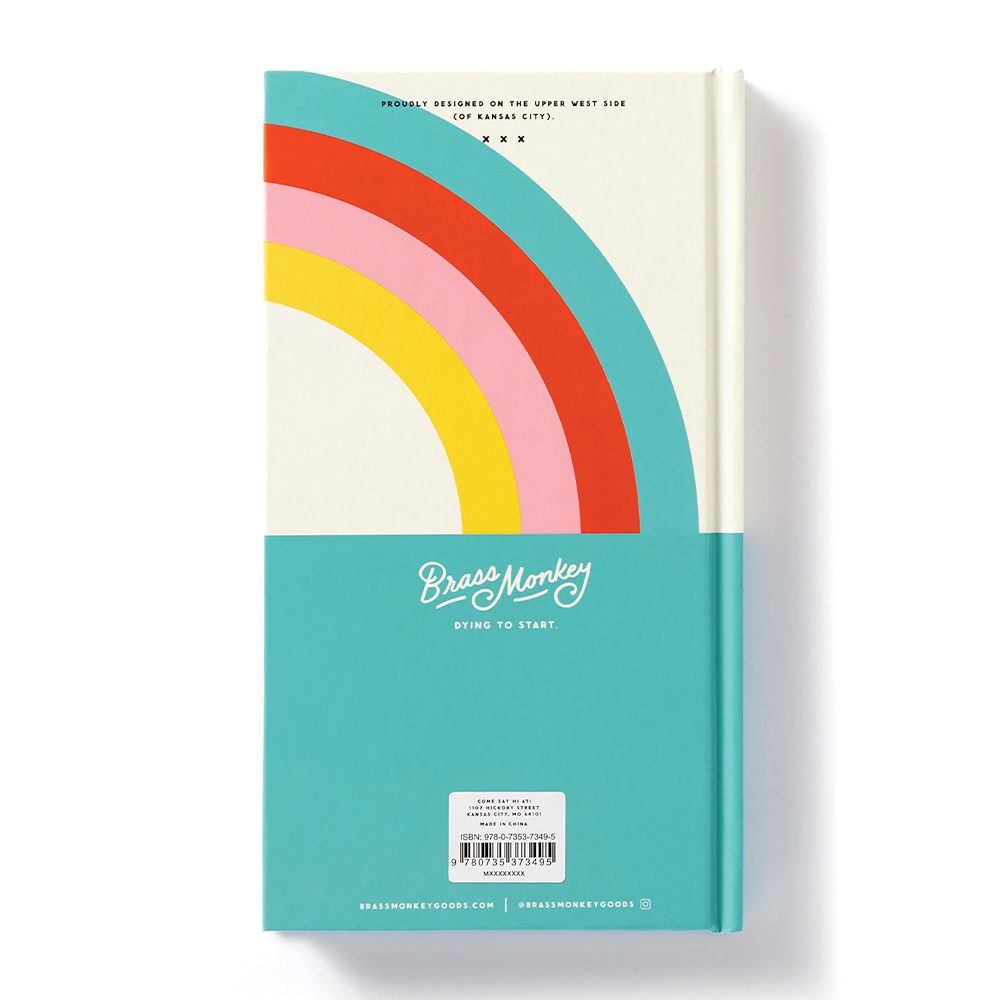 PROUDLY DESIGNED ON THE UPPER WEST SIDE
(OF KANSAS CITY).
x x x
Brass Monkey
DYING TO START.
COME SAY HI AT:
1107 HICKORY STREET
KANSAS CITY, MO 64101
MADE IN CHINA
ISBN: 978-0-7353-7349-5
9 780735 373495
MXXXXXXXX
BRASSMONKEYGOODS.COM | @BRASSMONKEYGOODS